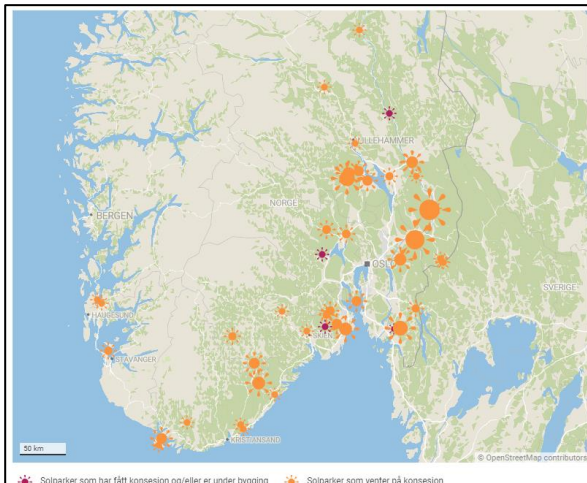 LILLEHAMMER
NORGE
BERGEN
OSLO
SVERIGE
HAUGESUND
SKIEN
STAVANGER
KRISTIANSAND
50 km
© OpenStreetMap contributors
Solparker som har fått konsesjon og/eller er under bygging
Solparker som venter på konsesjon